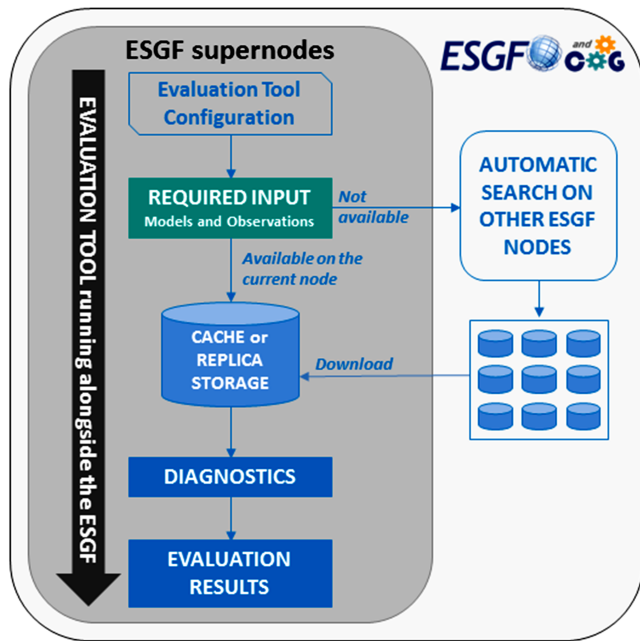 ESGF supernodes
ESGF and COG
EVALUATION TOOL running alongside the ESGF
Evaluation Tool
Configuration
REQUIRED INPUT
Models and Observations
Not
available
AUTOMATIC
SEARCH ON
OTHER ESGF
NODES
Available on the
current node
CACHE or
REPLICA
STORAGE
Download
DIAGNOSTICS
EVALUATION
RESULTS